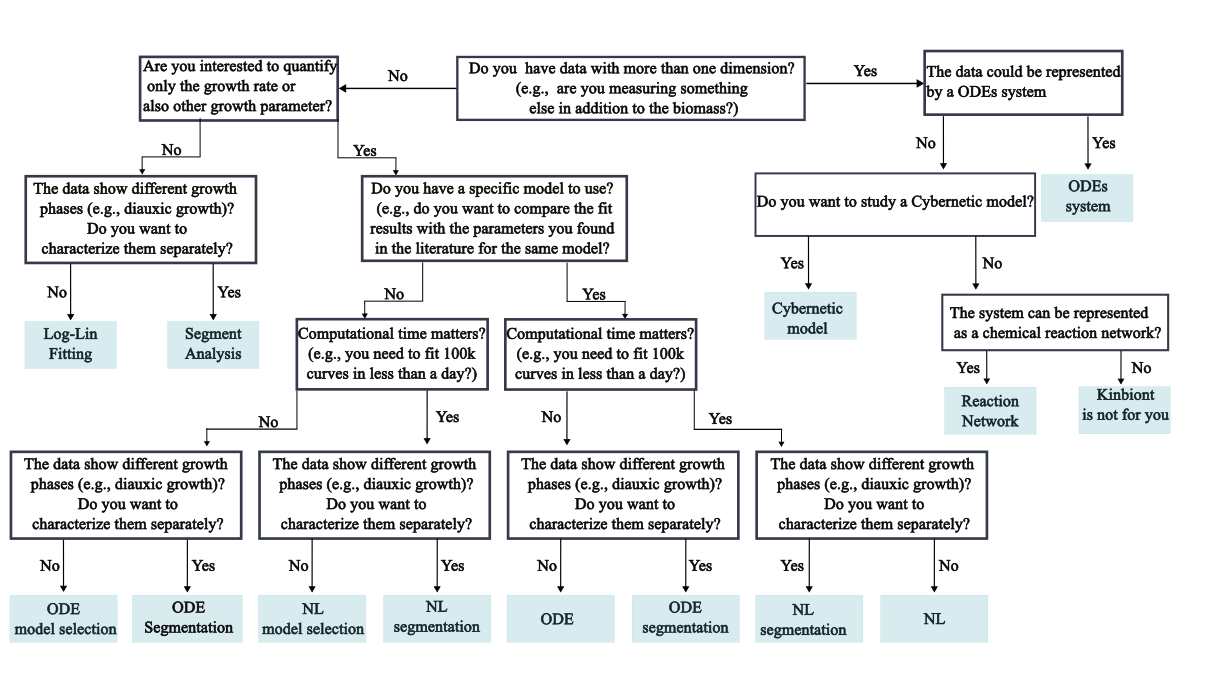 Do you have data with more than one dimension?
(e.g., are you measuring something
else in addition to the biomass?)
No
Yes
Are you interested to quantify
only the growth rate or
also other growth parameter?
The data could be represented
by a ODEs system
No
Yes
No
Yes
The data show different growth
phases (e.g., diauxic growth)?
Do you want to
characterize them separately?
Do you have a specific model to use?
(e.g., do you want to compare the fit
results with the parameters you found
in the literature for the same model?
Do you want to study a Cybernetic model?
ODEs
system
No
Yes
No
Yes
Yes
No
Log-Lin
Fitting
Segment
Analysis
Computational time matters?
(e.g., you need to fit 100k
curves in less than a day?)
Computational time matters?
(e.g., you need to fit 100k
curves in less than a day?)
Cybernetic
model
The system can be represented
as a chemical reaction network?
Yes
No
Reaction
Network
Kinbiont
is not for you
No
Yes
No
Yes
The data show different growth
phases (e.g., diauxic growth)?
Do you want to
characterize them separately?
The data show different growth
phases (e.g., diauxic growth)?
Do you want to
characterize them separately?
The data show different growth
phases (e.g., diauxic growth)?
Do you want to
characterize them separately?
The data show different growth
phases (e.g., diauxic growth)?
Do you want to
characterize them separately?
No
Yes
No
Yes
No
Yes
Yes
No
ODE
model selection
ODE
Segmentation
NL
model selection
NL
segmentation
ODE
ODE
segmentation
NL
segmentation
NL